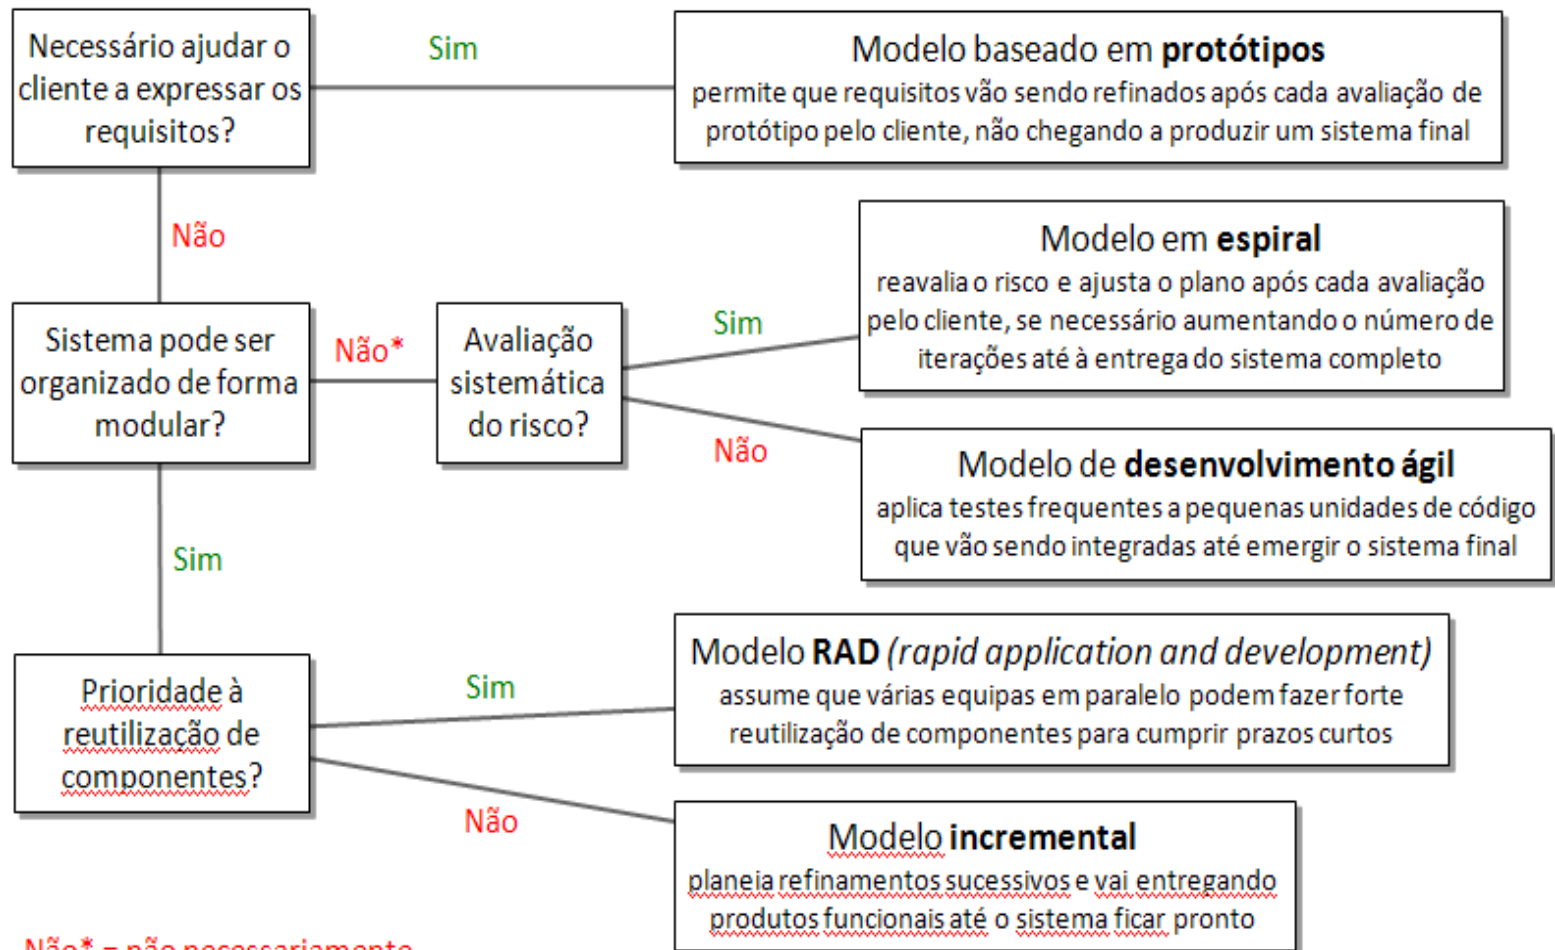 Necessário ajudar o
cliente a expressar os
requisitos?
Sim
Modelo baseado em protótipos
permite que requisitos vão sendo refinados após cada avaliação de
protótipo pelo cliente, não chegando a produzir um sistema final
Não
Modelo em espiral
reavalia o risco e ajusta o plano após cada avaliação
pelo cliente, se necessário aumentando o número de
iterações até à entrega do sistema completo
Sistema pode ser
organizado de forma
modular?
Não*
Avaliação
sistemática
do risco?
Sim
Não
Modelo de desenvolvimento ágil
aplica testes frequentes a pequenas unidades de código
que vão sendo integradas até emergir o sistema final
Sim
Modelo RAD (rapid application and development)
assume que várias equipas em paralelo podem fazer forte
reutilização de componentes para cumprir prazos curtos
Prioridade à
reutilização de
componentes?
Sim
Não
Modelo incremental
planeia refinamentos sucessivos e vai entregando
produtos funcionais até o sistema ficar pronto
Não* = não necessariamente